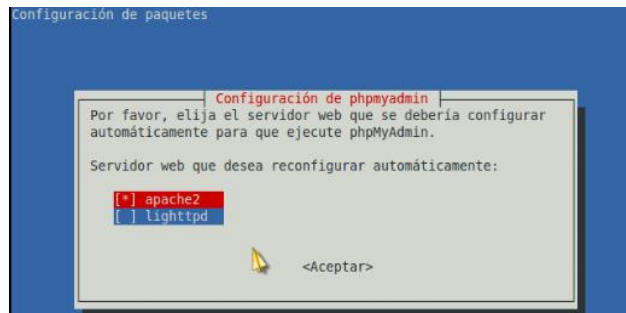 Configuración de paquetes
Configuración de phpmyadmin
Por favor, elija el servidor web que se debería configurar
automáticamente para que ejecute phpMyAdmin.
Servidor web que desea reconfigurar automáticamente:
[*] apache2
[ ] lighttpd
<Aceptar>